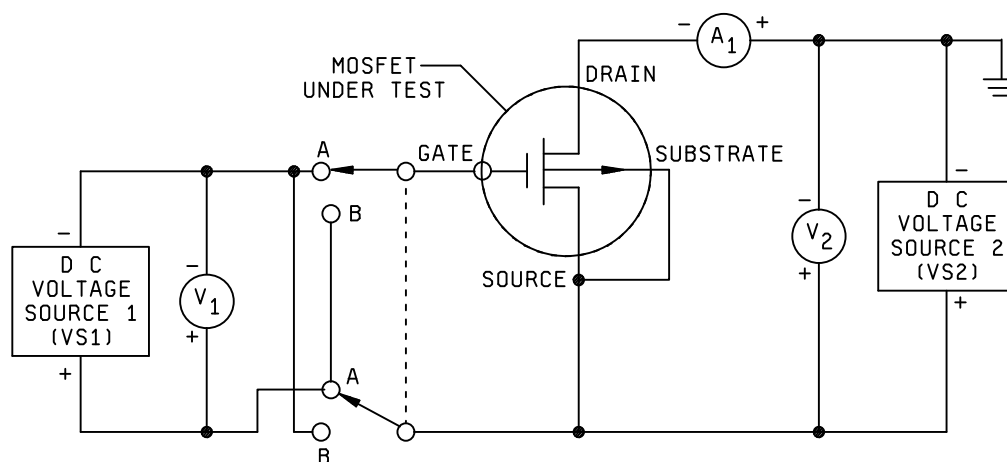 - A1 +
MOSFET
UNDER TEST
DRAIN
A
GATE
SUBSTRATE
B
-
D C
VOLTAGE
SOURCE 1
(VS1)
+
-
V1
+
SOURCE
-
V2
+
-
D C
VOLTAGE
SOURCE 2
(VS2)
+
A
B